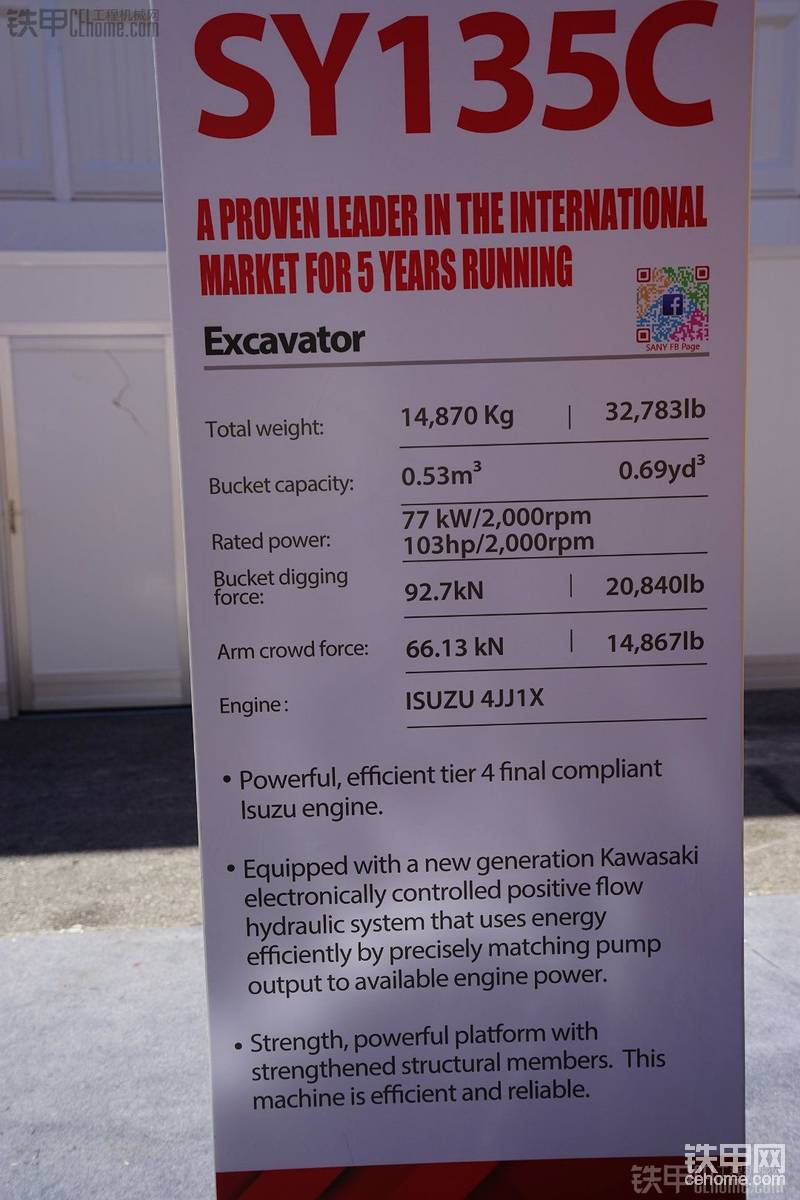 铁甲 工程机械网
CEhome.com
SY135C
A PROVEN LEADER IN THE INTERNATIONAL
MARKET FOR 5 YEARS RUNNING
SANY FB Page
Excavator
Total weight: 14,870 Kg | 32,783lb
Bucket capacity: 0.53m³ 0.69yd³
Rated power: 77 kW/2,000rpm
103hp/2,000rpm
Bucket digging
force: 92.7kN | 20,840lb
Arm crowd force: 66.13 kN | 14,867lb
Engine: ISUZU 4JJ1X
• Powerful, efficient tier 4 final compliant
Isuzu engine.
• Equipped with a new generation Kawasaki
electronically controlled positive flow
hydraulic system that uses energy
efficiently by precisely matching pump
output to available engine power.
• Strength, powerful platform with
strengthened structural members. This
machine is efficient and reliable.
铁甲网
cehome.com